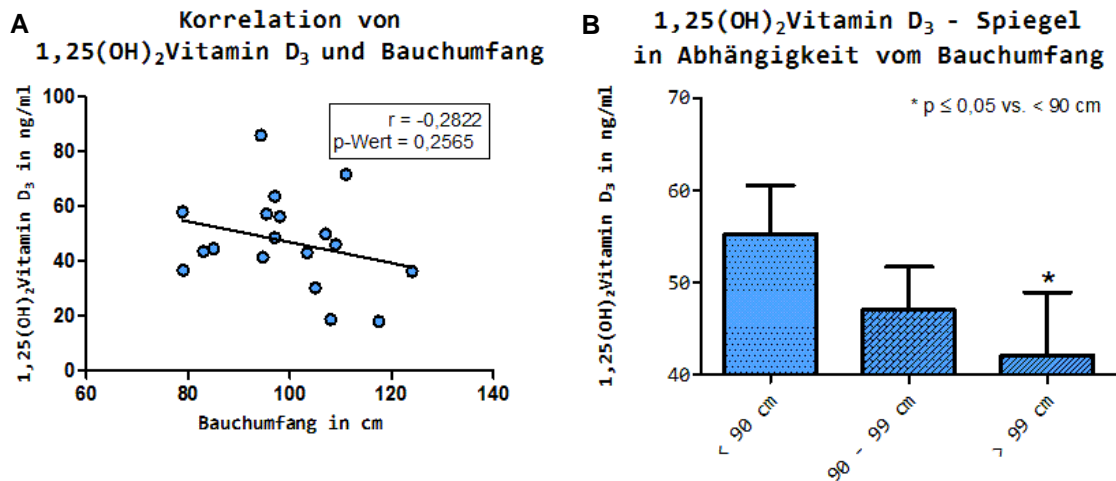 A
Korrelation von
1,25(OH)₂Vitamin D₃ und Bauchumfang
1,25(OH)₂Vitamin D₃ in ng/ml
100
80
60
40
20
0
r = -0,2822
p-Wert = 0,2565
60 80 100 120 140
Bauchumfang in cm
B
1,25(OH)₂Vitamin D₃ - Spiegel
in Abhängigkeit vom Bauchumfang
1,25(OH)₂Vitamin D₃ in ng/ml
* p ≤ 0,05 vs. < 90 cm
70
60
50
40
*
< 90 cm
90 - 99 cm
> 99 cm